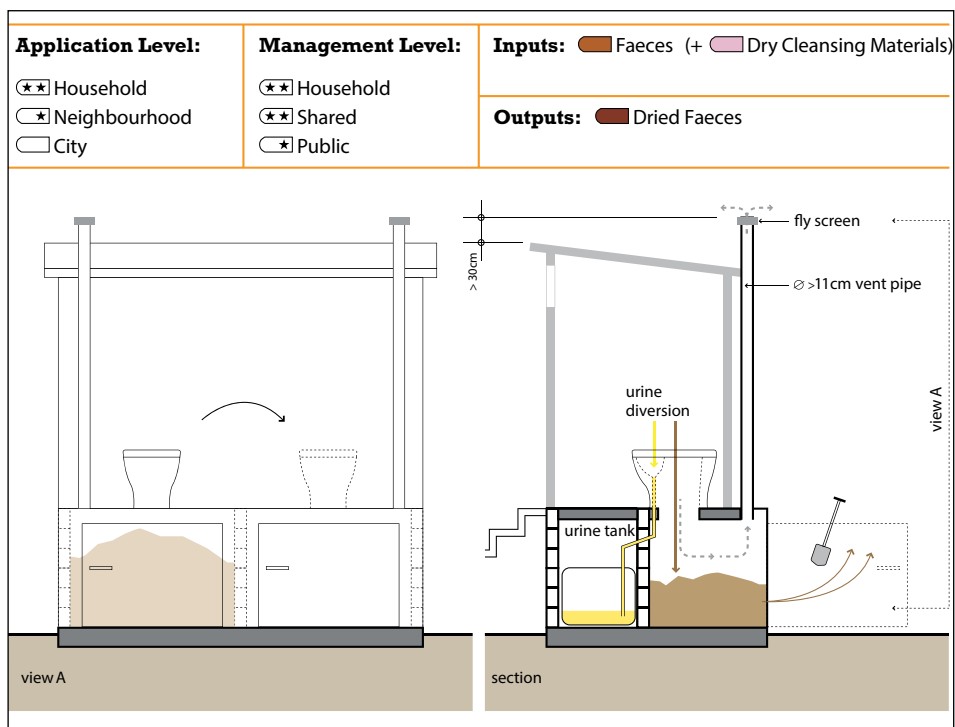 Application Level:
★★ Household
★ Neighbourhood
City
Management Level:
★★ Household
★★ Shared
★ Public
Inputs: Faeces (+ Dry Cleansing Materials)
Outputs: Dried Faeces
fly screen
> 30cm
⌀ >11cm vent pipe
urine
diversion
view A
urine tank
view A
section